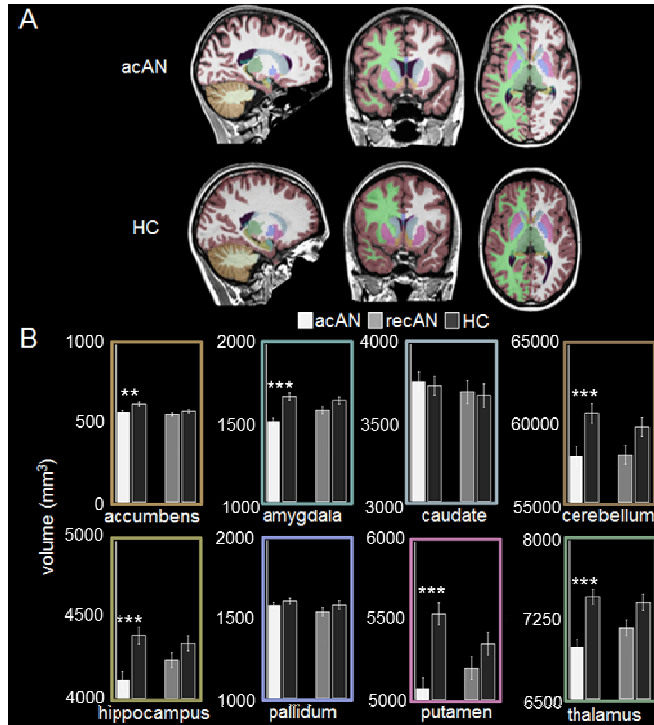 A
acAN
HC
acAN recAN HC
B
volume (mm³)
1000
500
0
**
accumbens
2000
1500
1000
***
amygdala
4000
3500
3000
caudate
65000
60000
55000
***
cerebellum
5000
4500
4000
***
hippocampus
1500
1000
pallidum
6000
5500
5000
***
putamen
8000
7250
6500
***
thalamus